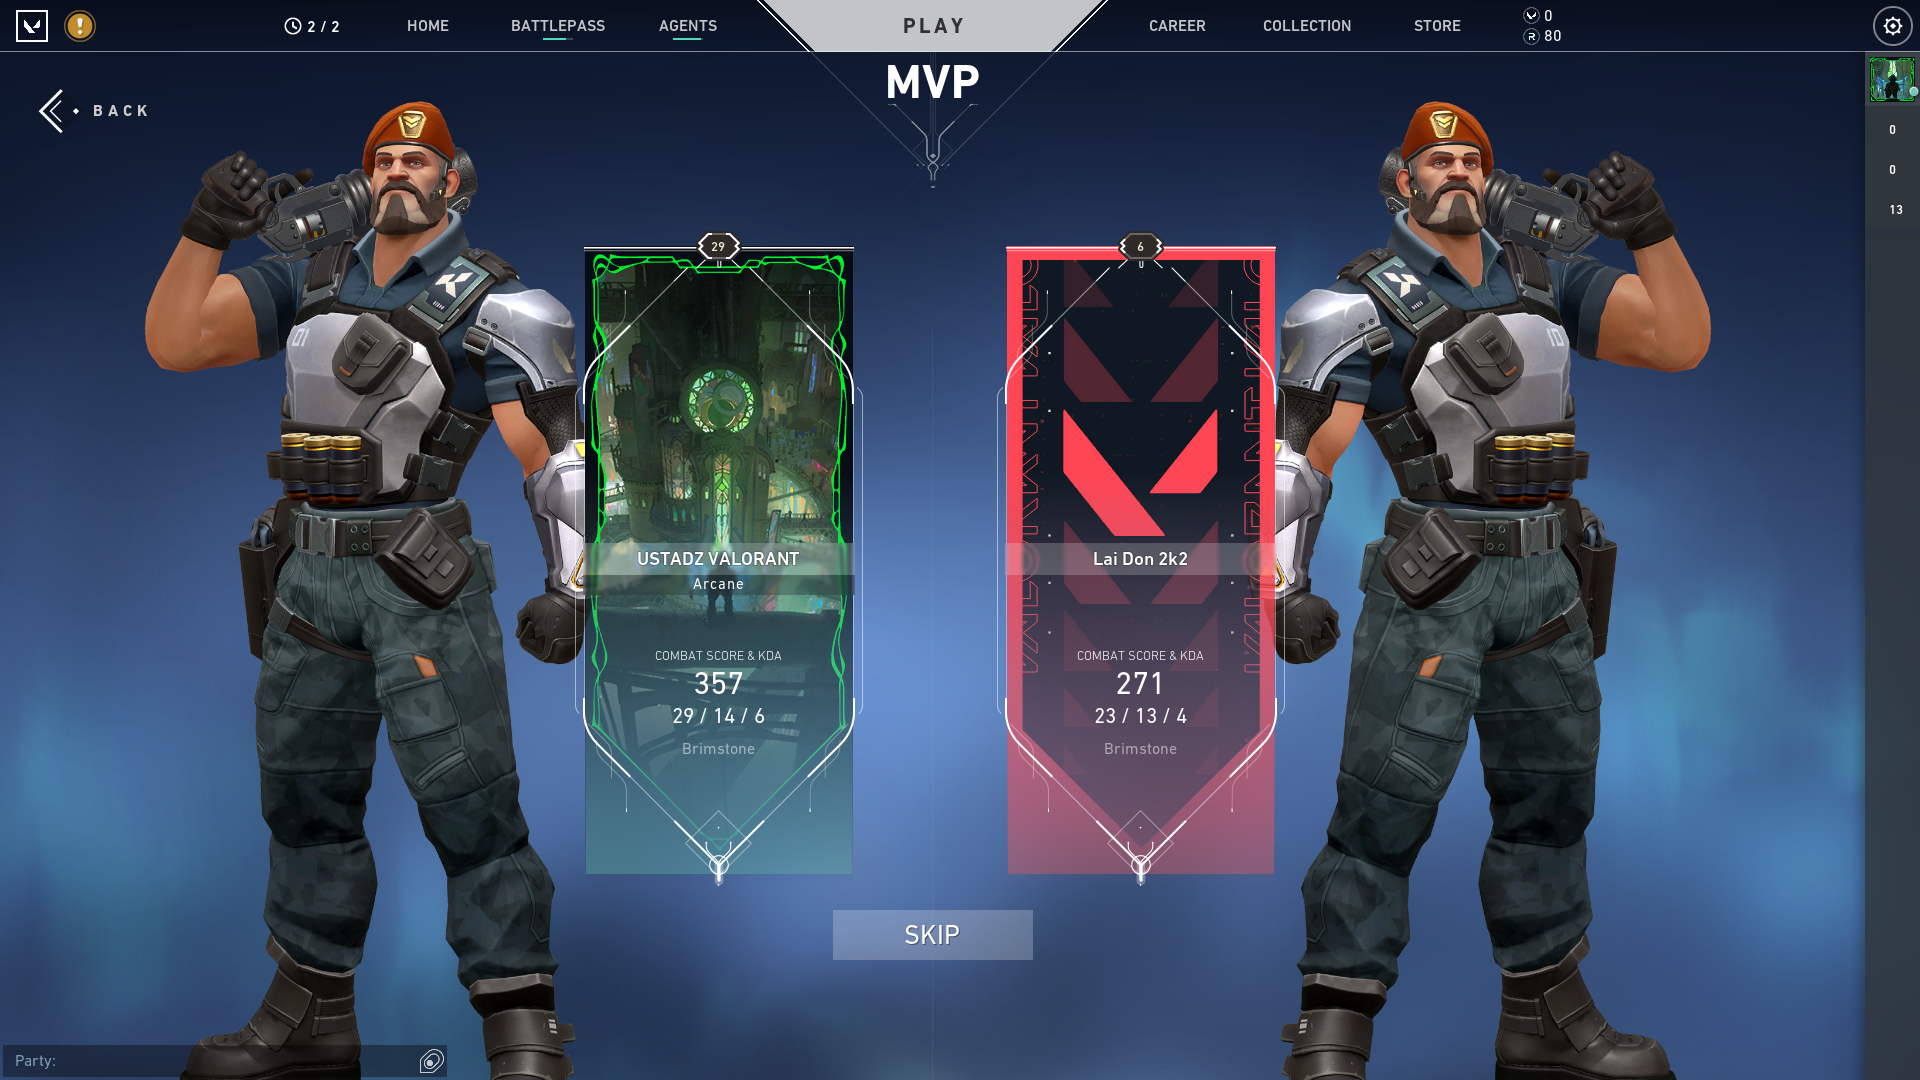 2 / 2
HOME
BATTLEPASS
AGENTS
PLAY
CAREER
COLLECTION
STORE
0
80
MVP
BACK
0
0
13
29
USTADZ VALORANT
Arcane
COMBAT SCORE & KDA
357
29 / 14 / 6
Brimstone
6
Lai Don 2k2
COMBAT SCORE & KDA
271
23 / 13 / 4
Brimstone
SKIP
Party: